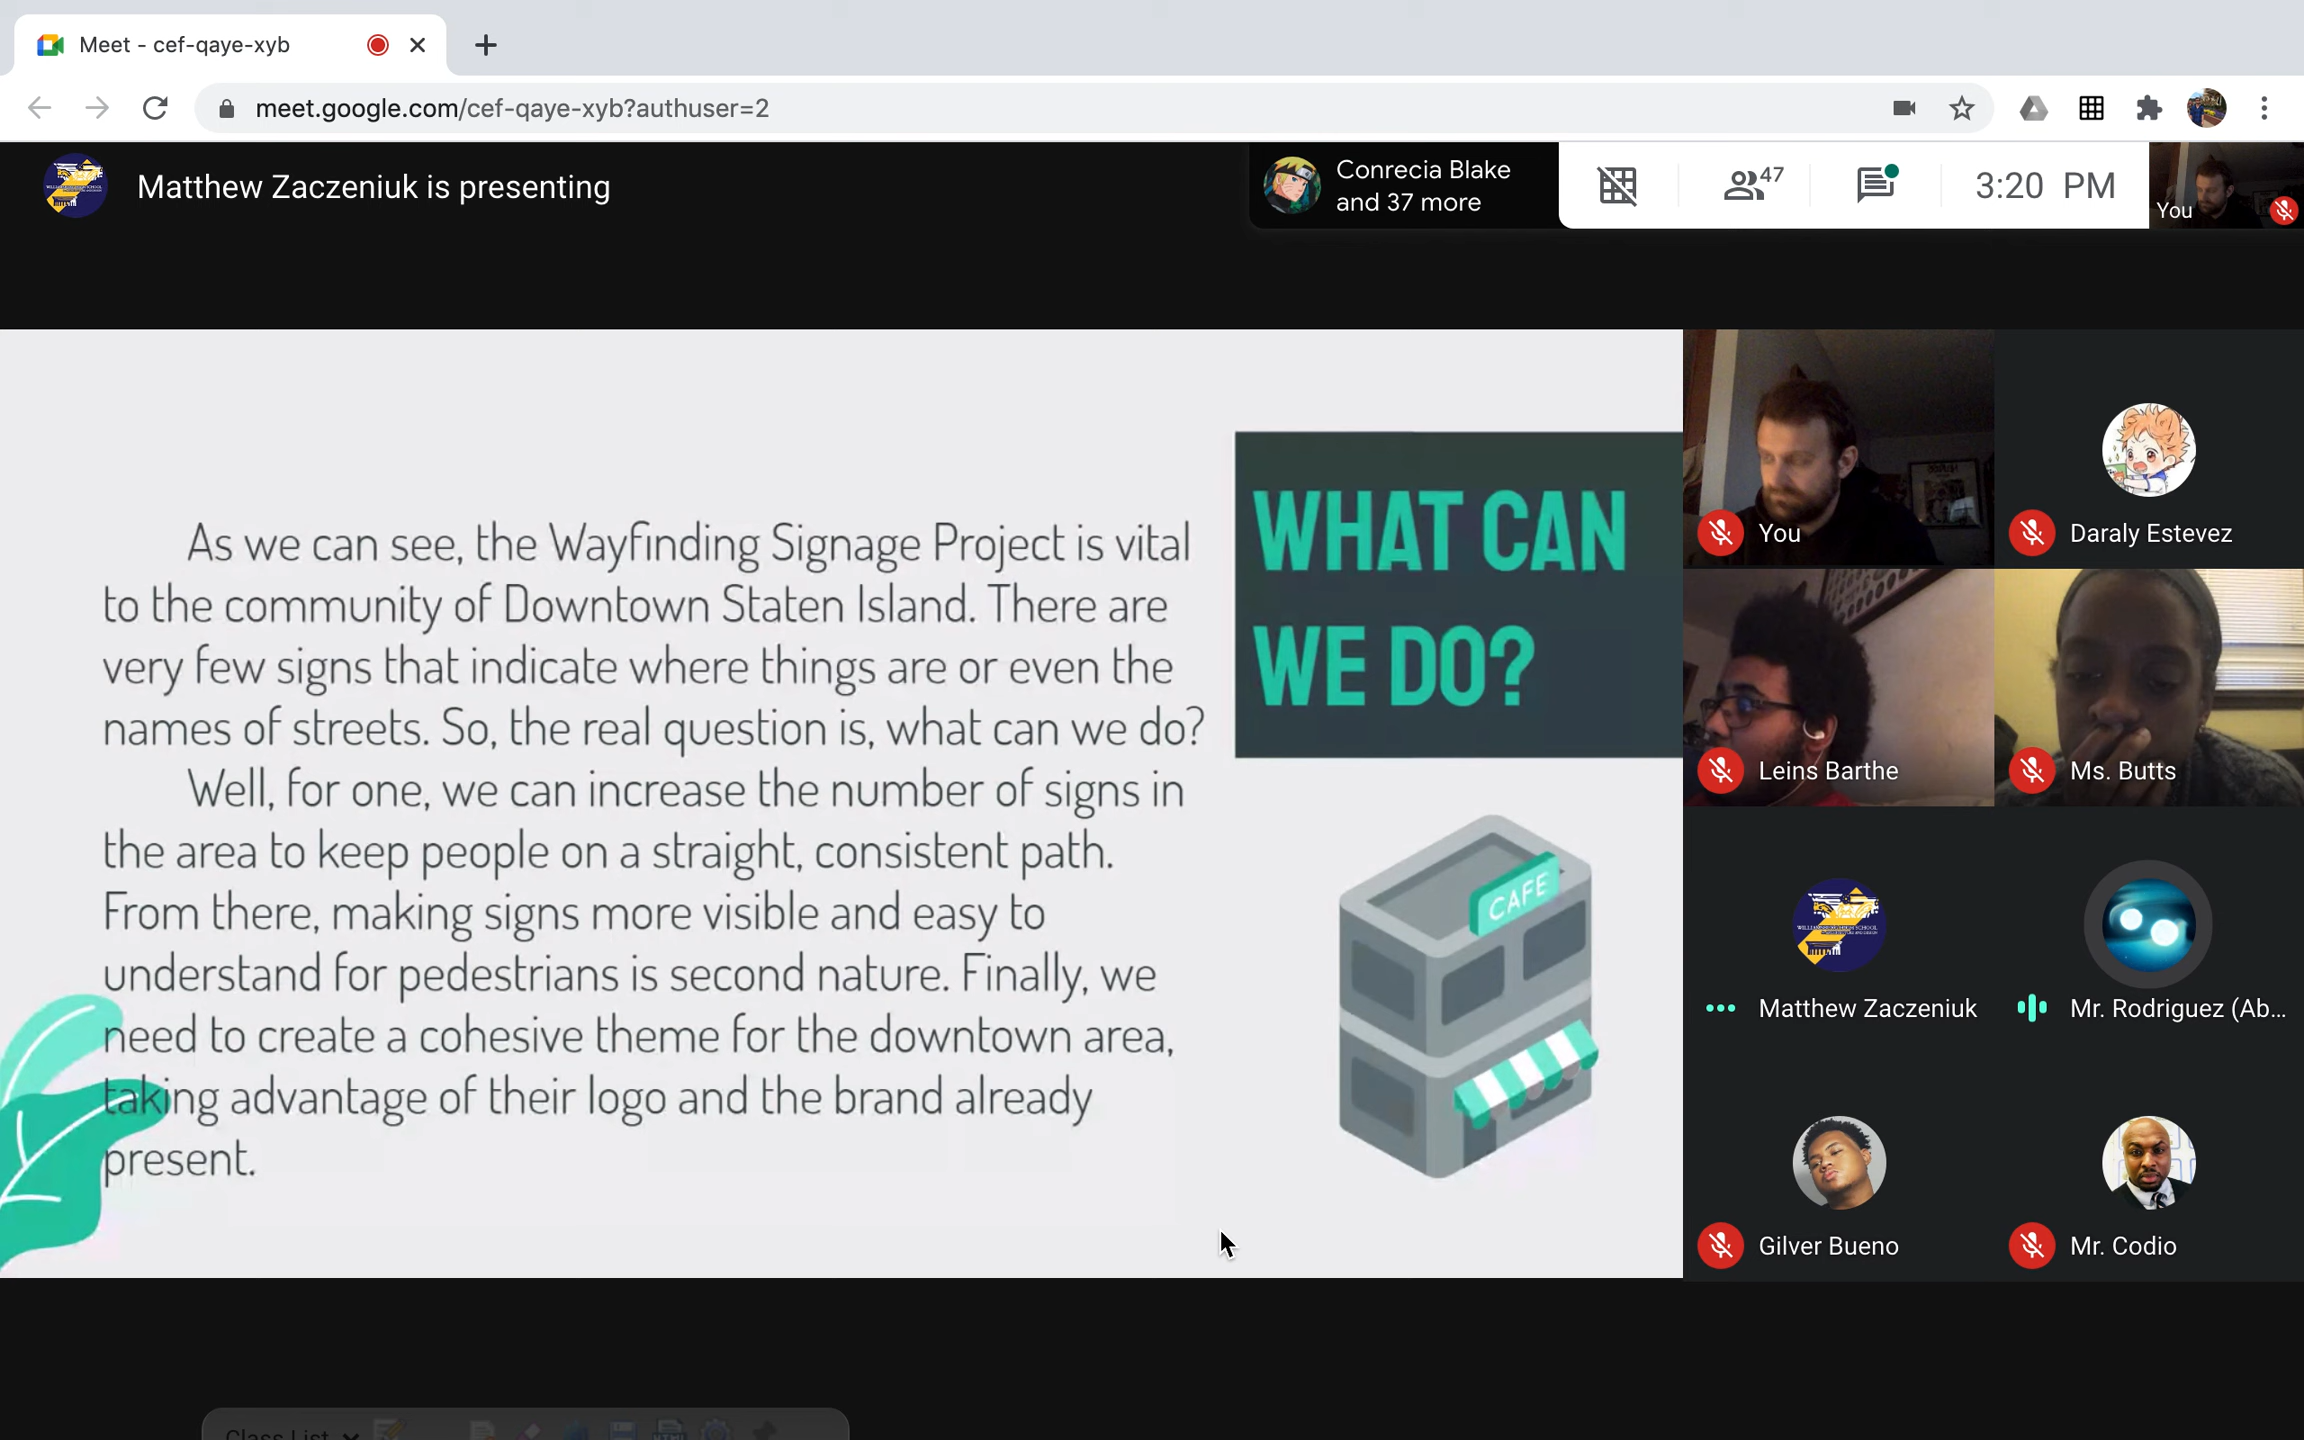 Meet - cef-qaye-xyb
meet.google.com/cef-qaye-xyb?authuser=2
Matthew Zaczeniuk is presenting
Conrecia Blake
and 37 more
47
3:20 PM
You
As we can see, the Wayfinding Signage Project is vital
to the community of Downtown Staten Island. There are
very few signs that indicate where things are or even the
names of streets. So, the real question is, what can we do?
Well, for one, we can increase the number of signs in
the area to keep people on a straight, consistent path.
From there, making signs more visible and easy to
understand for pedestrians is second nature. Finally, we
need to create a cohesive theme for the downtown area,
taking advantage of their logo and the brand already
present.
WHAT CAN
WE DO?
CAFE
You
Daraly Estevez
Leins Barthe
Ms. Butts
Matthew Zaczeniuk
Mr. Rodriguez (Ab...
Gilver Bueno
Mr. Codio
Class List